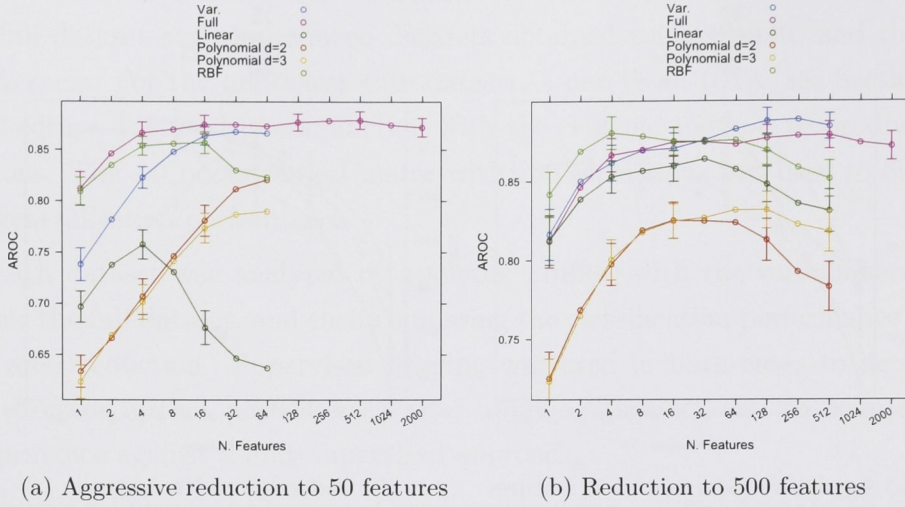 Var.
Full
Linear
Polynomial d=2
Polynomial d=3
RBF
AROC
0.85
0.80
0.75
0.70
0.65
1 2 4 8 16 32 64 128 256 512 1024 2000
N. Features
(a) Aggressive reduction to 50 features
Var.
Full
Linear
Polynomial d=2
Polynomial d=3
RBF
AROC
0.85
0.80
0.75
1 2 4 8 16 32 64 128 256 512 1024 2000
N. Features
(b) Reduction to 500 features